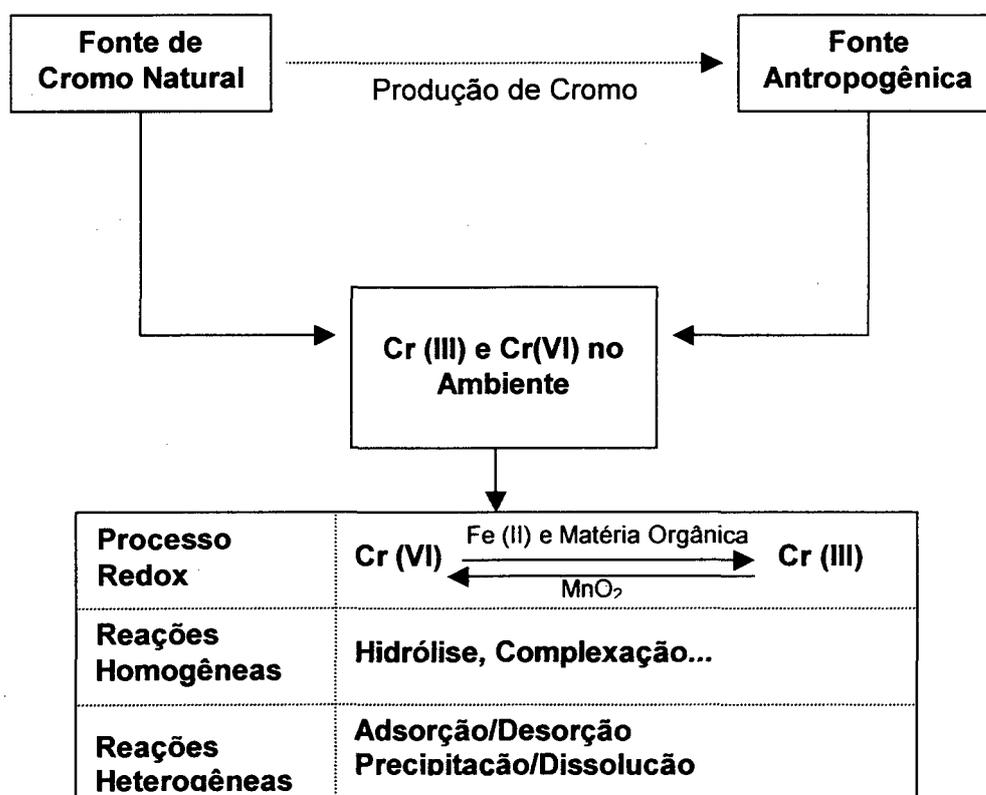 Fonte de
Cromo Natural
Produção de Cromo
Fonte
Antropogênica
Cr (III) e Cr(VI) no
Ambiente
Processo
Redox
Fe (II) e Matéria Orgânica
Cr (VI)
Cr (III)
MnO₂
Reações
Homogêneas
Hidrólise, Complexação...
Reações
Heterogêneas
Adsorção/Desorção
Precipitação/Dissolução